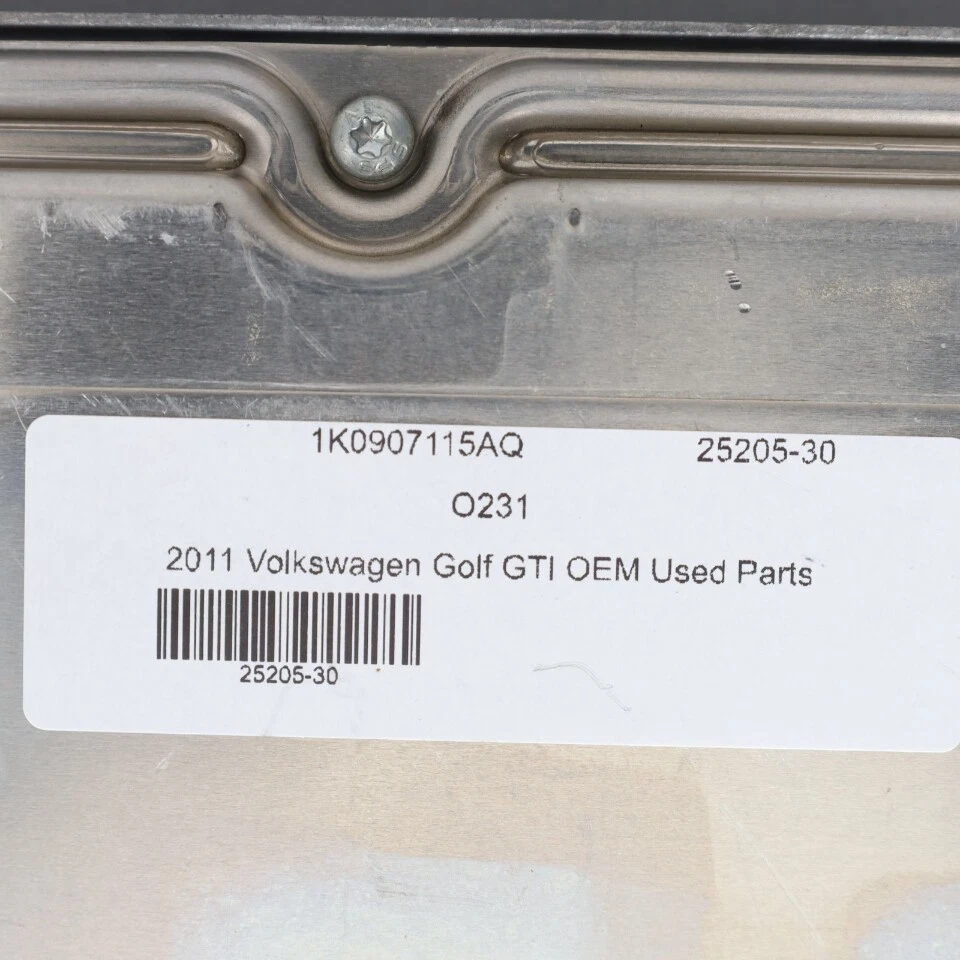 1K0907115AQ 25205-30
O231
2011 Volkswagen Golf GTI OEM Used Parts
25205-30